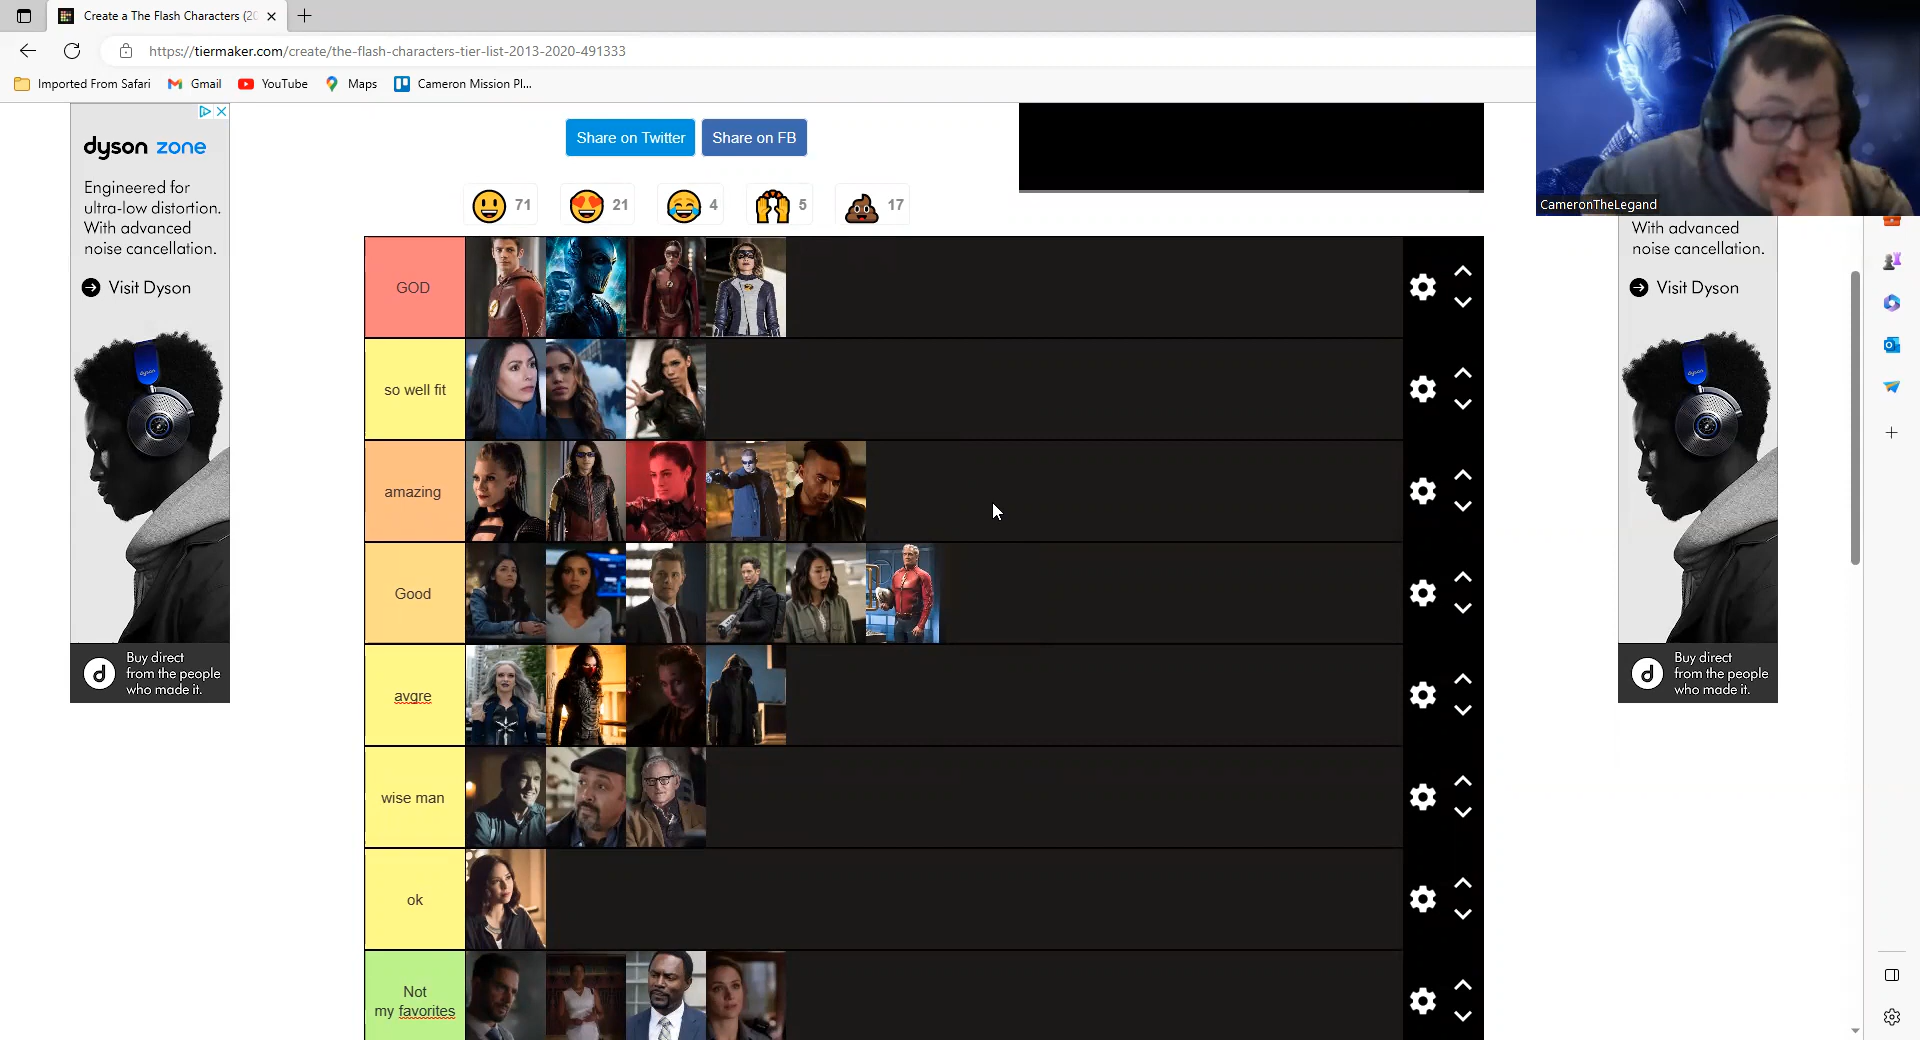 Create a The Flash Characters (20
https://tiermaker.com/create/the-flash-characters-tier-list-2013-2020-491333
Imported From Safari
Gmail
YouTube
Maps
Cameron Mission Pl...
CameronTheLegand
dyson zone
Engineered for
ultra-low distortion.
With advanced
noise cancellation.
Visit Dyson
dyson
Buy direct
from the people
who made it.
Share on Twitter
Share on FB
71
21
4
5
17
GOD
so well fit
amazing
Good
avgre
wise man
ok
Not
my favorites
With advanced
noise cancellation.
Visit Dyson
dyson
Buy direct
from the people
who made it.